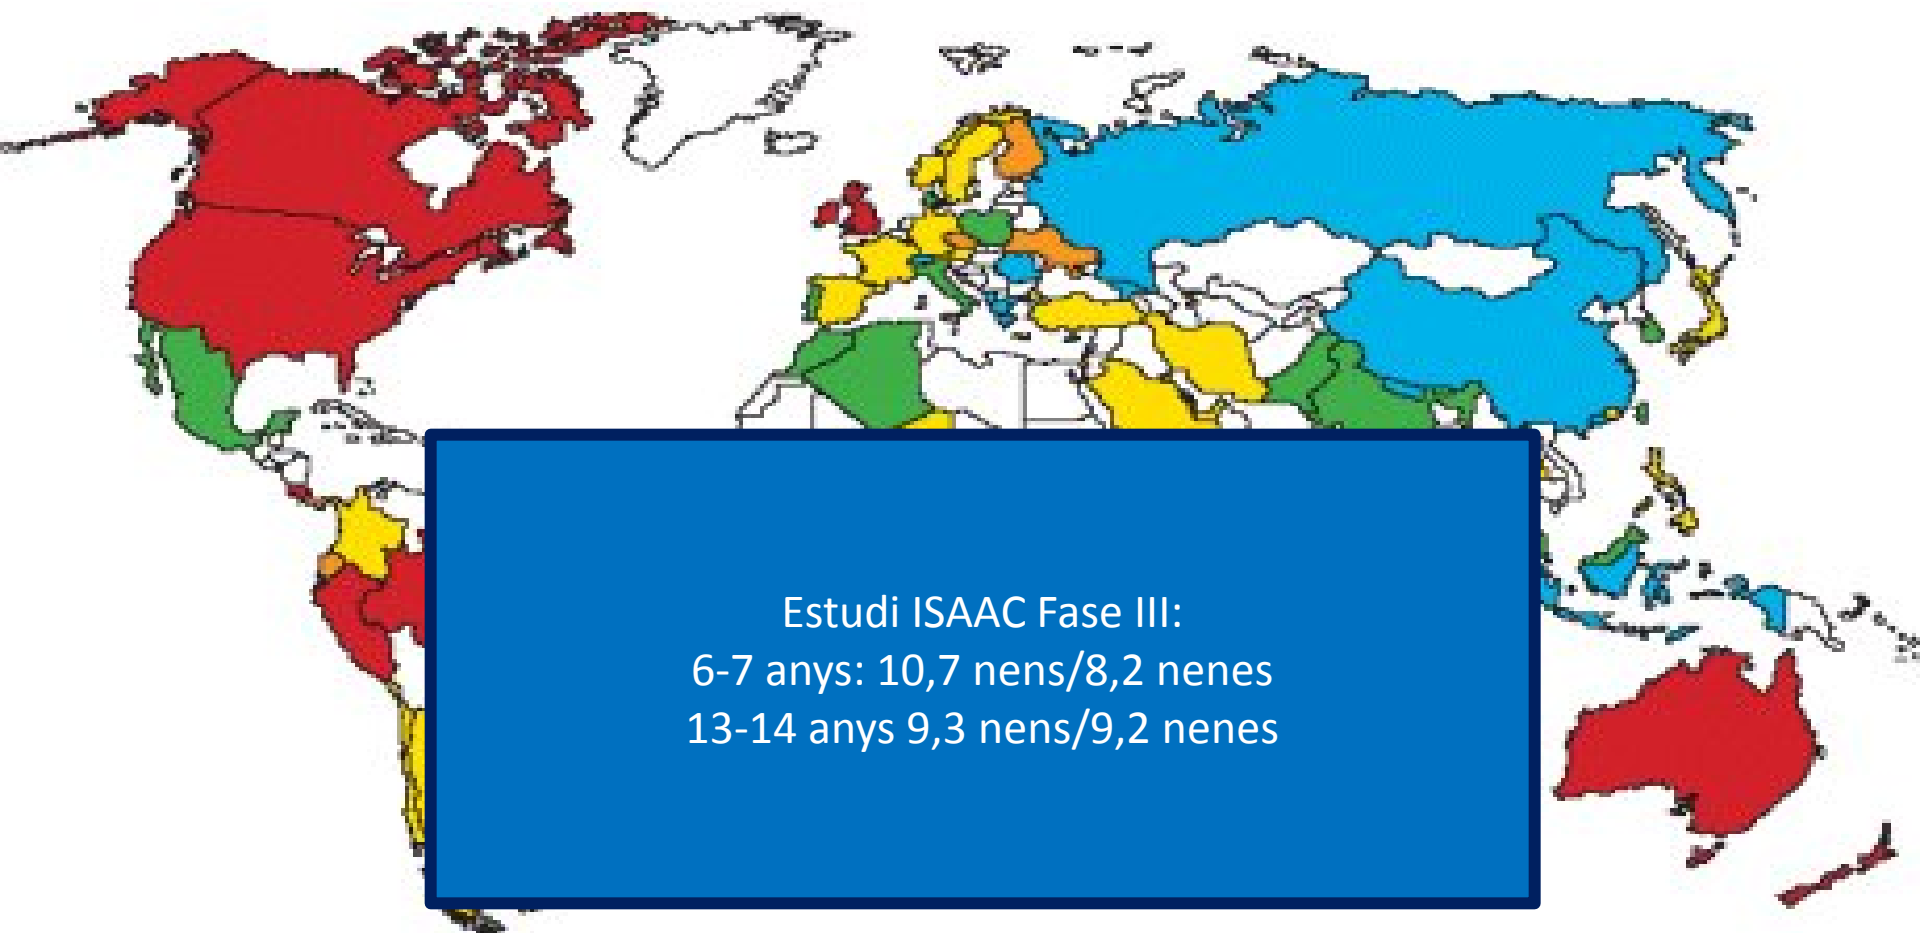 Estudi ISAAC Fase III:
6-7 anys: 10,7 nens/8,2 nenes
13-14 anys 9,3 nens/9,2 nenes